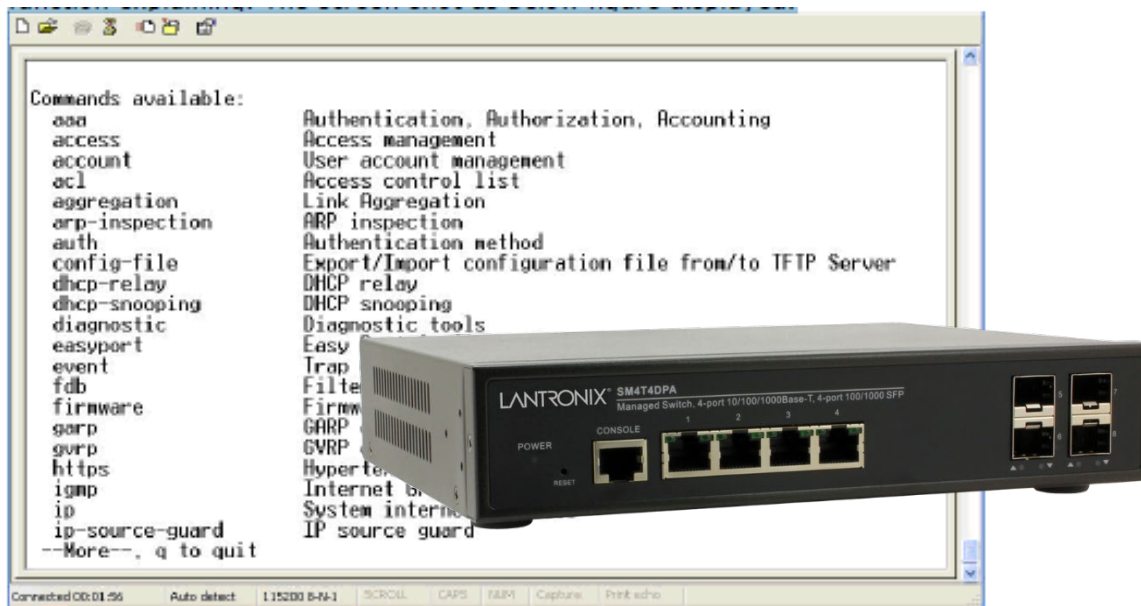 Commands available:
aaa Authentication, Authorization, Accounting
access Access management
account User account management
acl Access control list
aggregation Link Aggregation
arp-inspection ARP inspection
auth Authentication method
config-file Export/Import configuration file from/to TFTP Server
dhcp-relay DHCP relay
dhcp-snooping DHCP snooping
diagnostic Diagnostic tools
easyport Easy
event Trap
fdb
firmware
garp GARP
gvrp GVRP
https
igmp Internet
ip System
ip-source-guard IP source guard
--More--, q to quit
LANTRONIX® SM4T4DPA
Managed Switch, 4-port 10/100/1000Base-T, 4-port 100/1000 SFP
POWER
RESET
CONSOLE
1 2 3 4
5 7
6 8
Connected 00:01:56 Auto detect 115200 8-N-1 SCROLL CAPS NUM Capture Print echo